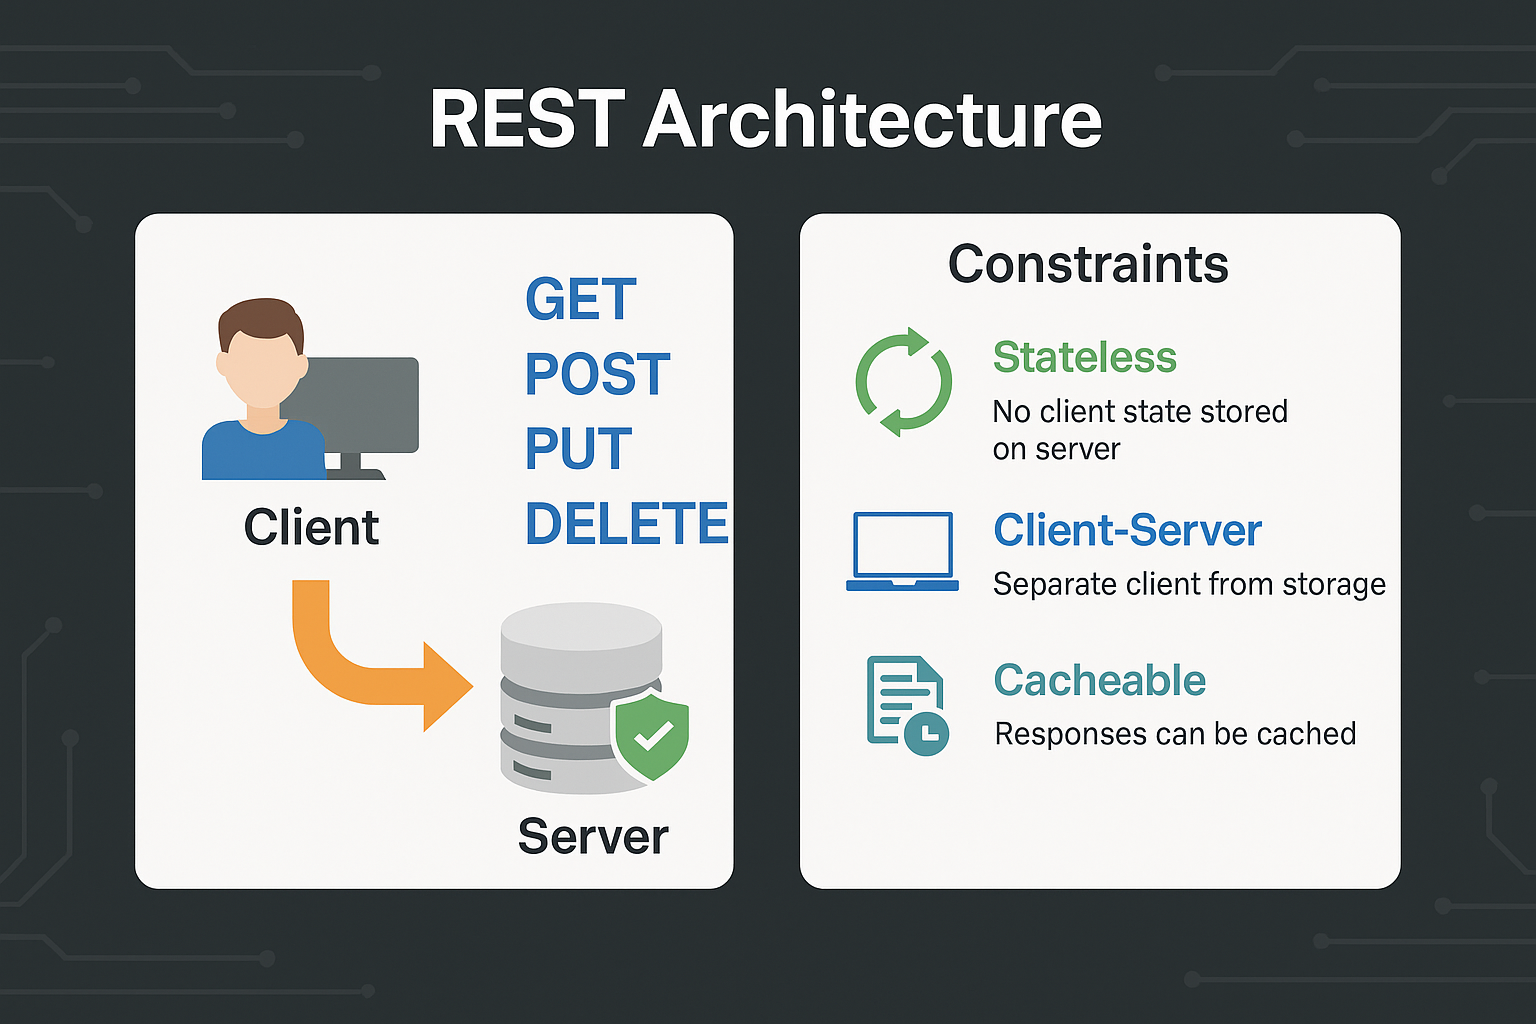 REST Architecture
GET
POST
PUT
DELETE
Client
Server
Constraints
Stateless
No client state stored
on server
Client-Server
Separate client from storage
Cacheable
Responses can be cached